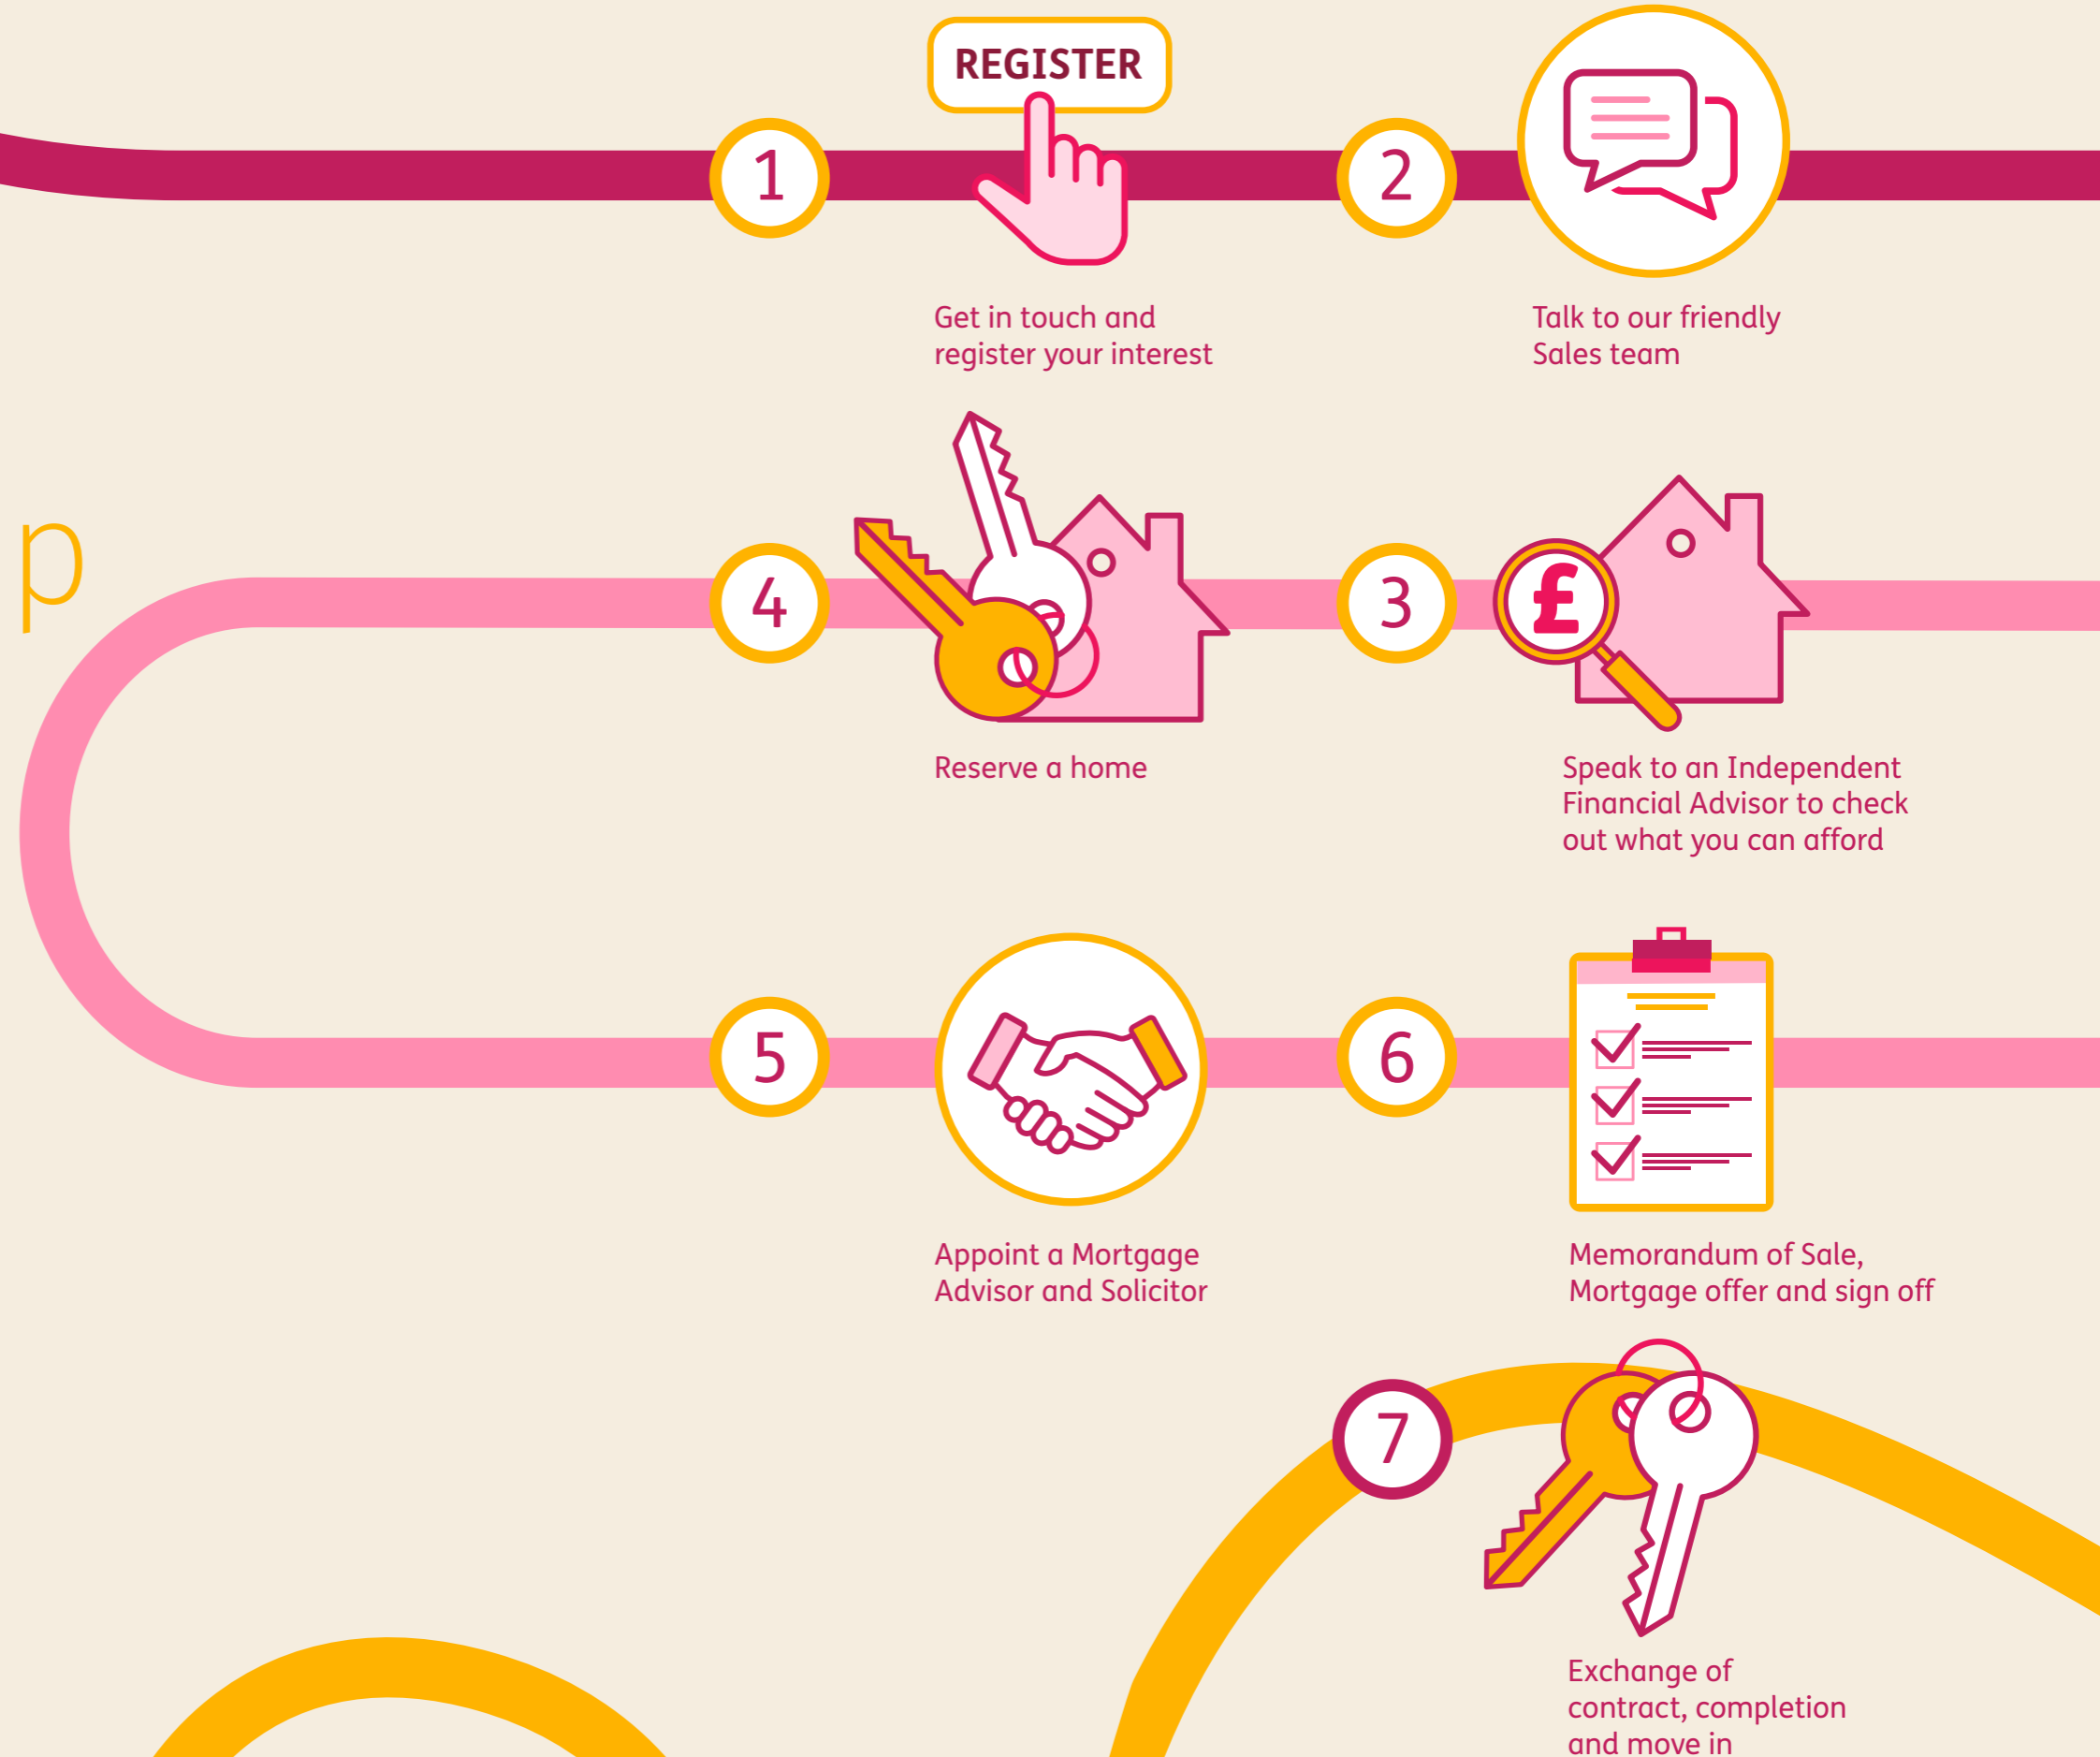 REGISTER
1
2
Get in touch and
register your interest
Talk to our friendly
Sales team
p
3
£
Speak to an Independent
Financial Advisor to check
out what you can afford
4
Reserve a home
5
Appoint a Mortgage
Advisor and Solicitor
6
Memorandum of Sale,
Mortgage offer and sign off
7
Exchange of
contract, completion
and move in